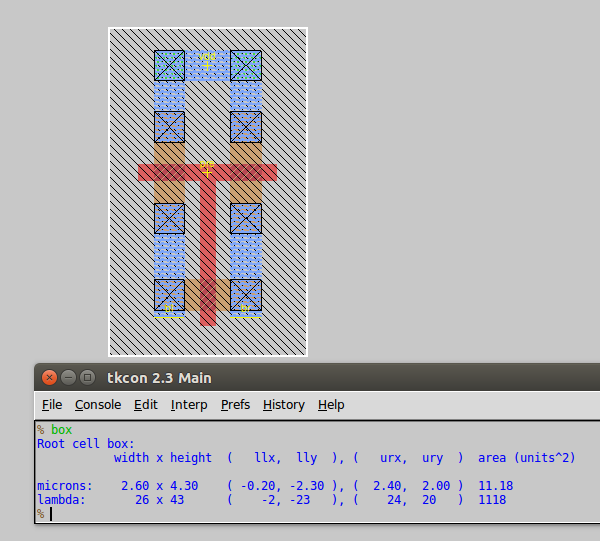 vdd
pre
tkcon 2.3 Main
File Console Edit Interp Prefs History Help
% box
Root cell box:
width x height ( llx, lly ), ( urx, ury ) area (units^2)
microns: 2.60 x 4.30 ( -0.20, -2.30 ), ( 2.40, 2.00 ) 11.18
lambda: 26 x 43 ( -2, -23 ), ( 24, 20 ) 1118
%